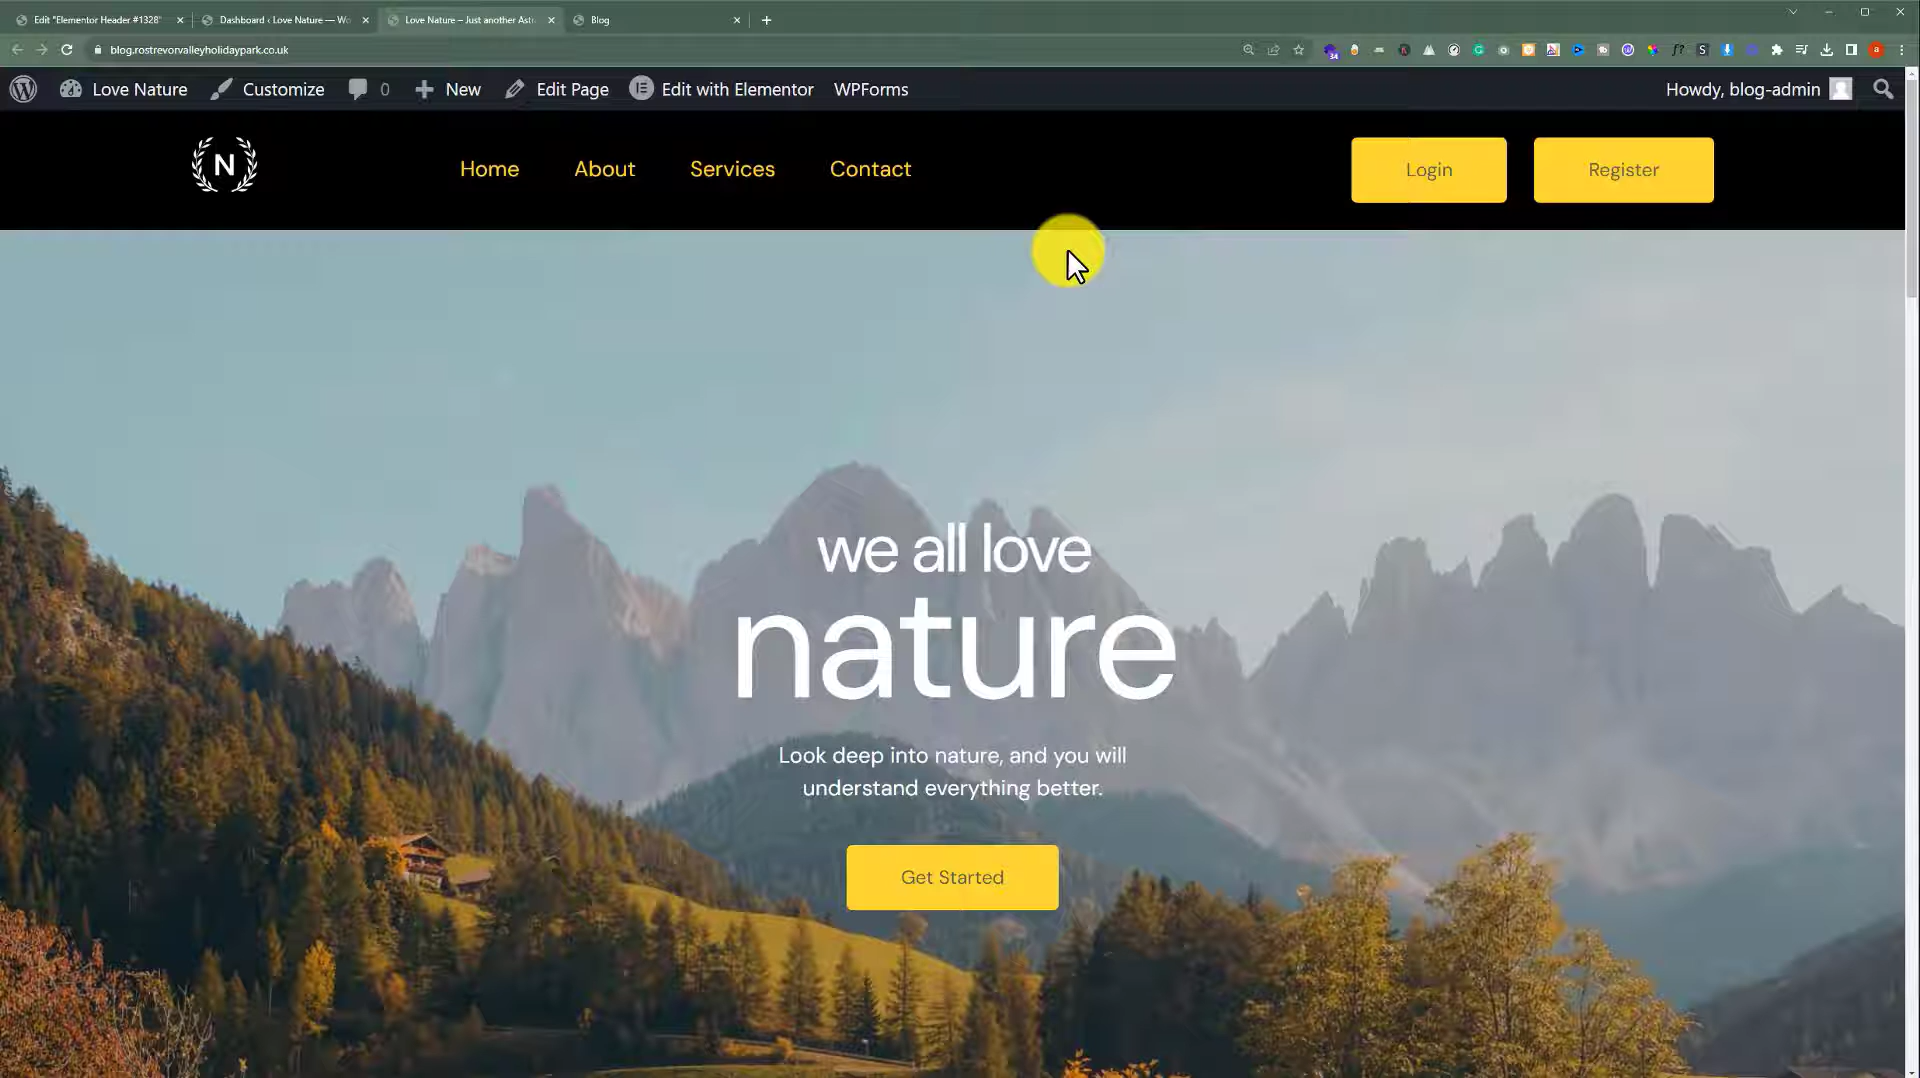 Edit "Elementor Header #1328"
Dashboard ‹ Love Nature — Wo
Love Nature – Just another Astr
Blog
blog.rostrevorvalleyholidaypark.co.uk
34
f?
S
a
Love Nature
Customize
0
New
Edit Page
Edit with Elementor
WPForms
Howdy, blog-admin
N
Home
About
Services
Contact
Login
Register
we all love
nature
Look deep into nature, and you will
understand everything better.
Get Started